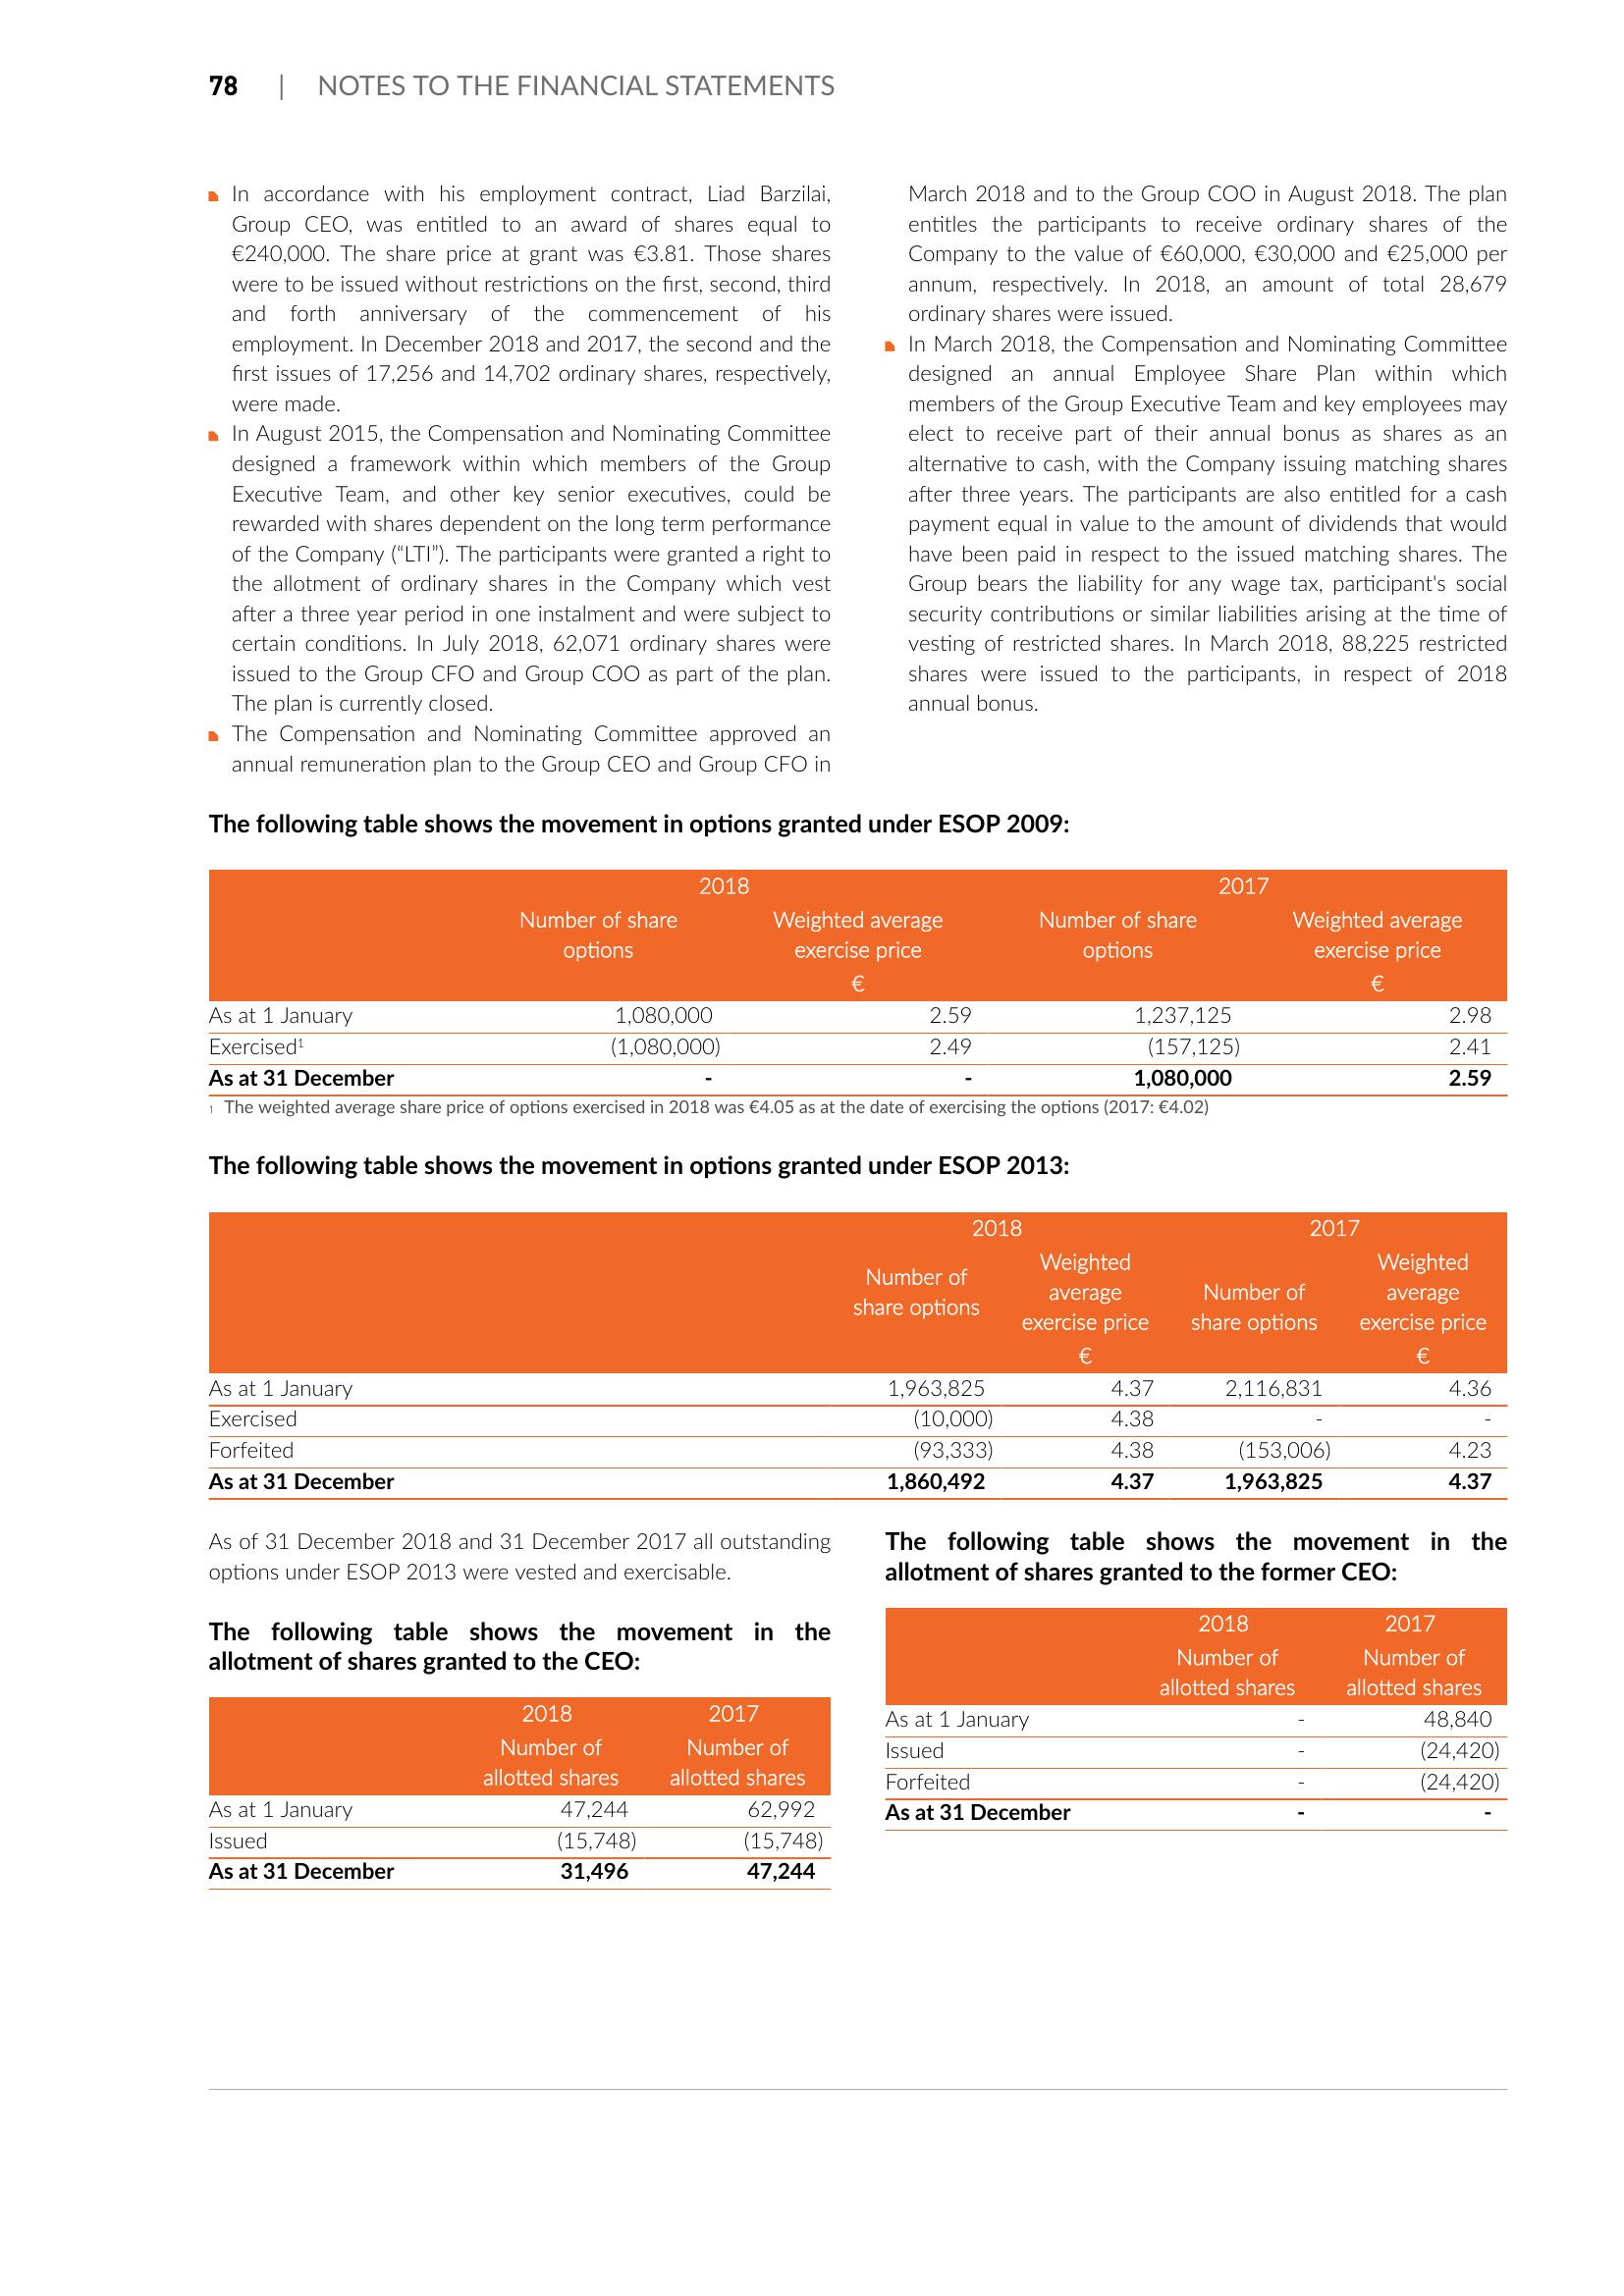 78 | NOTES TO THE FINANCIAL STATEMENTS
In accordance with his employment contract, Liad Barzilai,
Group CEO, was entitled to an award of shares equal to
€240,000. The share price at grant was €3.81. Those shares
were to be issued without restrictions on the first, second, third
and forth anniversary of the commencement of his
employment. In December 2018 and 2017, the second and the
first issues of 17,256 and 14,702 ordinary shares, respectively,
were made.
In August 2015, the Compensation and Nominating Committee
designed a framework within which members of the Group
Executive Team, and other key senior executives, could be
rewarded with shares dependent on the long term performance
of the Company (“LTI”). The participants were granted a right to
the allotment of ordinary shares in the Company which vest
after a three year period in one instalment and were subject to
certain conditions. In July 2018, 62,071 ordinary shares were
issued to the Group CFO and Group COO as part of the plan.
The plan is currently closed.
The Compensation and Nominating Committee approved an
annual remuneration plan to the Group CEO and Group CFO in
March 2018 and to the Group COO in August 2018. The plan
entitles the participants to receive ordinary shares of the
Company to the value of €60,000, €30,000 and €25,000 per
annum, respectively. In 2018, an amount of total 28,679
ordinary shares were issued.
In March 2018, the Compensation and Nominating Committee
designed an annual Employee Share Plan within which
members of the Group Executive Team and key employees may
elect to receive part of their annual bonus as shares as an
alternative to cash, with the Company issuing matching shares
after three years. The participants are also entitled for a cash
payment equal in value to the amount of dividends that would
have been paid in respect to the issued matching shares. The
Group bears the liability for any wage tax, participant's social
security contributions or similar liabilities arising at the time of
vesting of restricted shares. In March 2018, 88,225 restricted
shares were issued to the participants, in respect of 2018
annual bonus.
The following table shows the movement in options granted under ESOP 2009:
2018 2017
Number of share Weighted average Number of share Weighted average
options exercise price options exercise price
€ €
As at 1 January 1,080,000 2.59 1,237,125 2.98
Exercised1 (1,080,000) 2.49 (157,125) 2.41
As at 31 December - - 1,080,000 2.59
1 The weighted average share price of options exercised in 2018 was €4.05 as at the date of exercising the options (2017: €4.02)
The following table shows the movement in options granted under ESOP 2013:
2018 2017
Number of share options Weighted average exercise price Number of share options Weighted average exercise price
€ €
As at 1 January 1,963,825 4.37 2,116,831 4.36
Exercised (10,000) 4.38 - -
Forfeited (93,333) 4.38 (153,006) 4.23
As at 31 December 1,860,492 4.37 1,963,825 4.37
As of 31 December 2018 and 31 December 2017 all outstanding
options under ESOP 2013 were vested and exercisable.
The following table shows the movement in the
allotment of shares granted to the CEO:
2018 2017
Number of Number of
allotted shares allotted shares
As at 1 January 47,244 62,992
Issued (15,748) (15,748)
As at 31 December 31,496 47,244
The following table shows the movement in the
allotment of shares granted to the former CEO:
2018 2017
Number of Number of
allotted shares allotted shares
As at 1 January - 48,840
Issued - (24,420)
Forfeited - (24,420)
As at 31 December - -